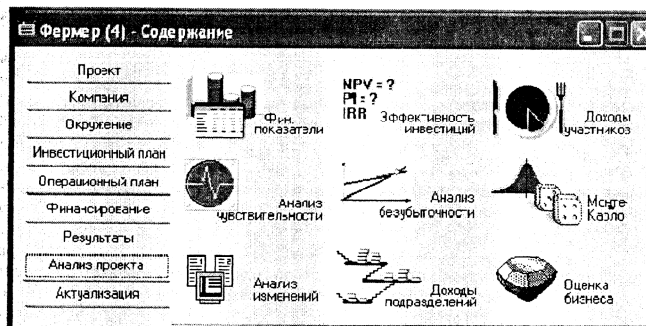 Фермер (4) - Содержание
Проект
Компания
Окружение
Инвестиционный план
Операционный план
Финансирование
Результаты
Анализ проекта
Актуализация
Фин.
показатели
NPV = ?
PI = ?
IRR
Эффективность
инвестиций
Доходы
участников
Анализ
чувствительности
Анализ
безубыточности
Монте-
Карло
Анализ
изменений
Доходы
подразделений
Оценка
бизнеса